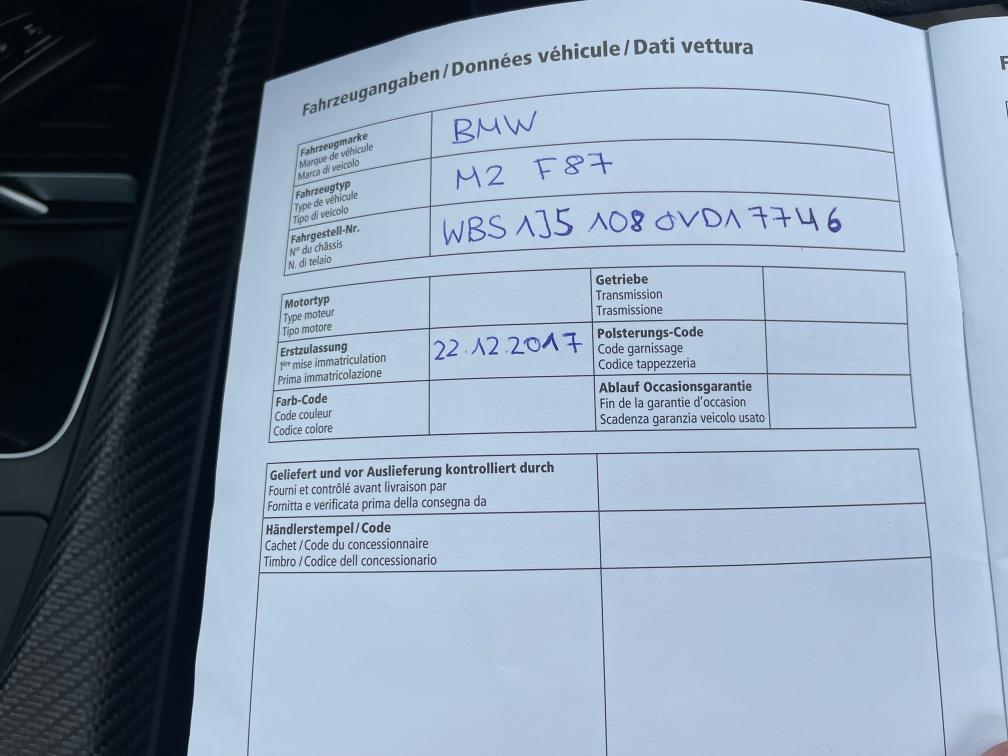 Fahrzeugangaben / Données véhicule / Dati vettura
Fahrzeugmarke
Marque de véhicule
Marca di veicolo
BMW
Fahrzeugtyp
Type de véhicule
Tipo di veicolo
M2 F87
Fahrgestell-Nr.
N° du châssis
N. di telaio
WBS 1J5 108 0VD1 7746
Motortyp
Type moteur
Tipo motore
Getriebe
Transmission
Trasmissione
Erstzulassung
1ère mise immatriculation
Prima immatricolazione
22.12.2017
Polsterungs-Code
Code garnissage
Codice tappezzeria
Farb-Code
Code couleur
Codice colore
Ablauf Occasionsgarantie
Fin de la garantie d'occasion
Scadenza garanzia veicolo usato
Geliefert und vor Auslieferung kontrolliert durch
Fourni et contrôlé avant livraison par
Fornitta e verificata prima della consegna da
Händlerstempel / Code
Cachet / Code du concessionnaire
Timbro / Codice dell concessionario
F